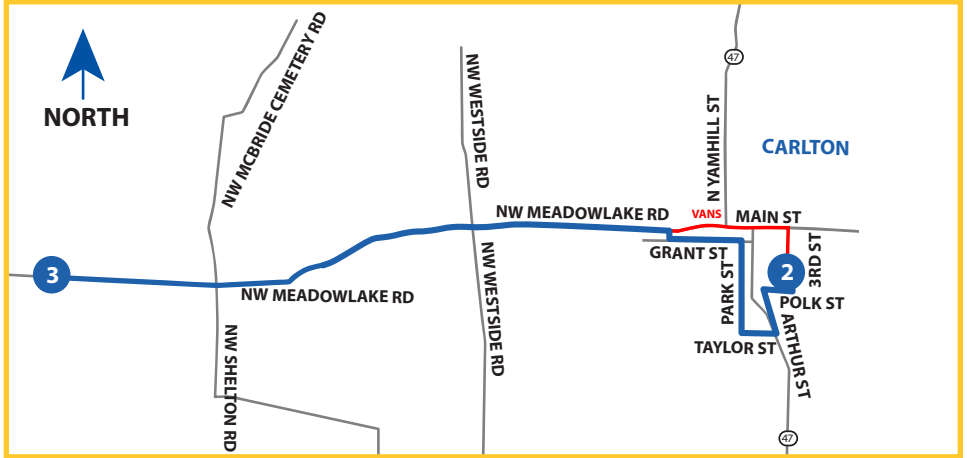 NORTH
NW MCBRIDE CEMETERY RD
NW WESTSIDE RD
47
N YAMHILL ST
CARLTON
NW MEADOWLAKE RD
VANS
MAIN ST
GRANT ST
3RD ST
3
2
NW MEADOWLAKE RD
NW WESTSIDE RD
PARK ST
POLK ST
TAYLOR ST
ARTHUR ST
NW SHELTON RD
47